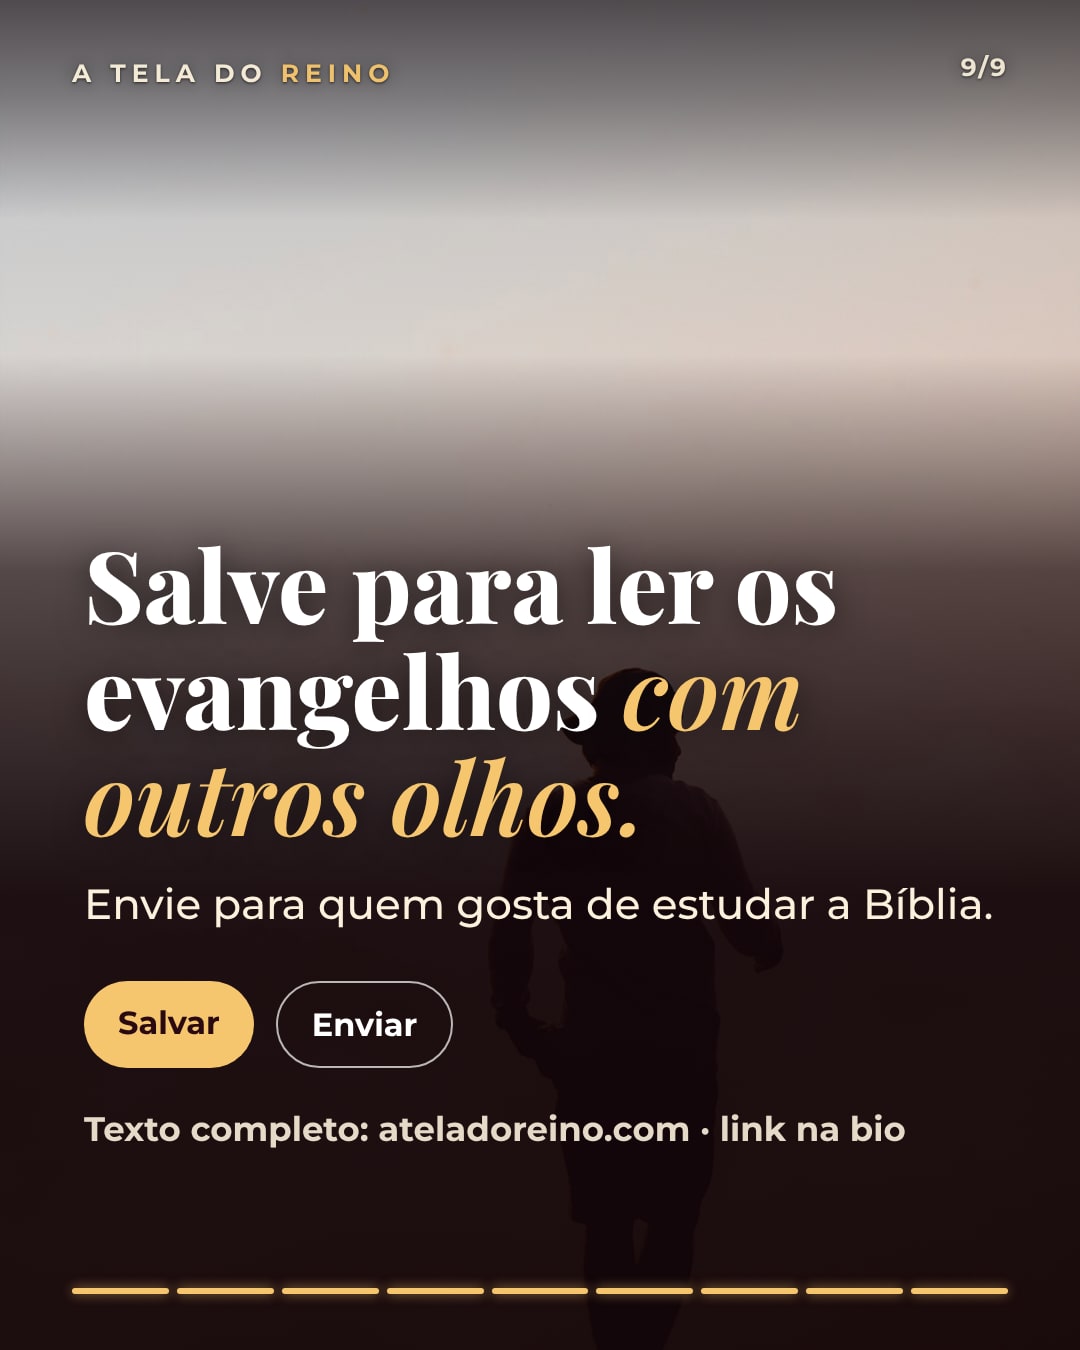 A TELA DO REINO
9/9
Salve para ler os
evangelhos com
outros olhos.
Envie para quem gosta de estudar a Bíblia.
Salvar
Enviar
Texto completo: ateladoreino.com · link na bio